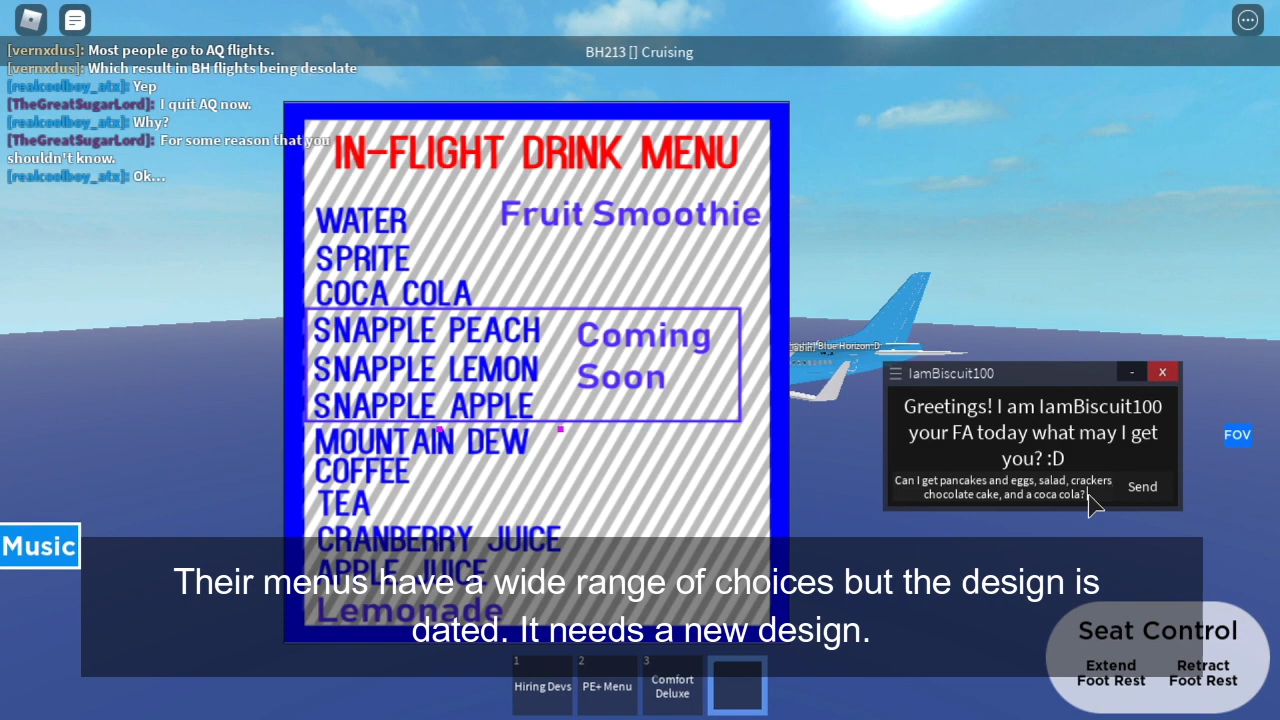 BH213 [] Cruising
[vernxdus]: Most people go to AQ flights.
[vernxdus]: Which result in BH flights being desolate
[realcoolboy_atx]: Yep
[TheGreatSugarLord]: I quit AQ now.
[realcoolboy_atx]: Why?
[TheGreatSugarLord]: For some reason that you
shouldn't know.
[realcoolboy_atx]: Ok...
IN-FLIGHT DRINK MENU
Fruit Smoothie
WATER
SPRITE
COCA COLA
SNAPPLE PEACH
SNAPPLE LEMON
SNAPPLE APPLE
Coming
Soon
MOUNTAIN DEW
COFFEE
TEA
CRANBERRY JUICE
APPLE JUICE
Lemonade
Blue Horizon :D
IamBiscuit100
-
X
Greetings! I am IamBiscuit100
your FA today what may I get
you? :D
Can I get pancakes and eggs, salad, crackers
chocolate cake, and a coca cola?
Send
FOV
Music
Their menus have a wide range of choices but the design is
dated. It needs a new design.
Seat Control
Extend
Foot Rest
Retract
Foot Rest
1
Hiring Devs
2
PE+ Menu
3
Comfort
Deluxe